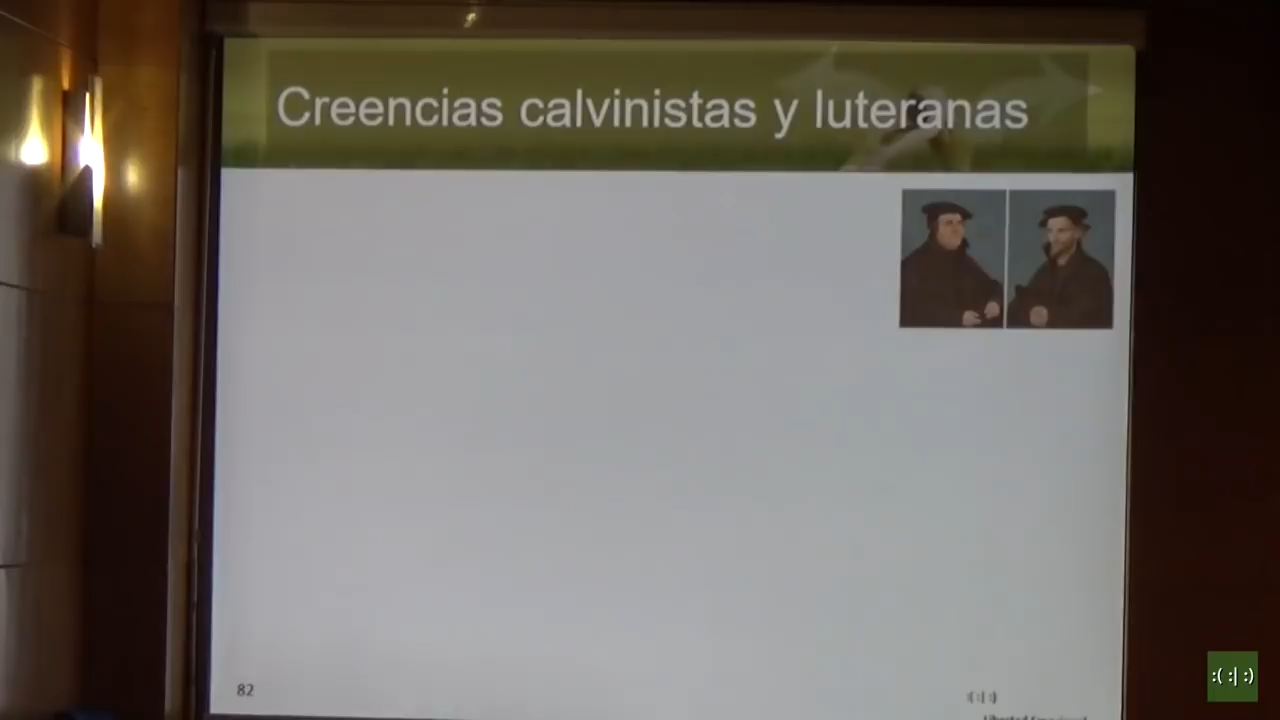 Creencias calvinistas y luteranas
82
:( :| :)
:( :| :)